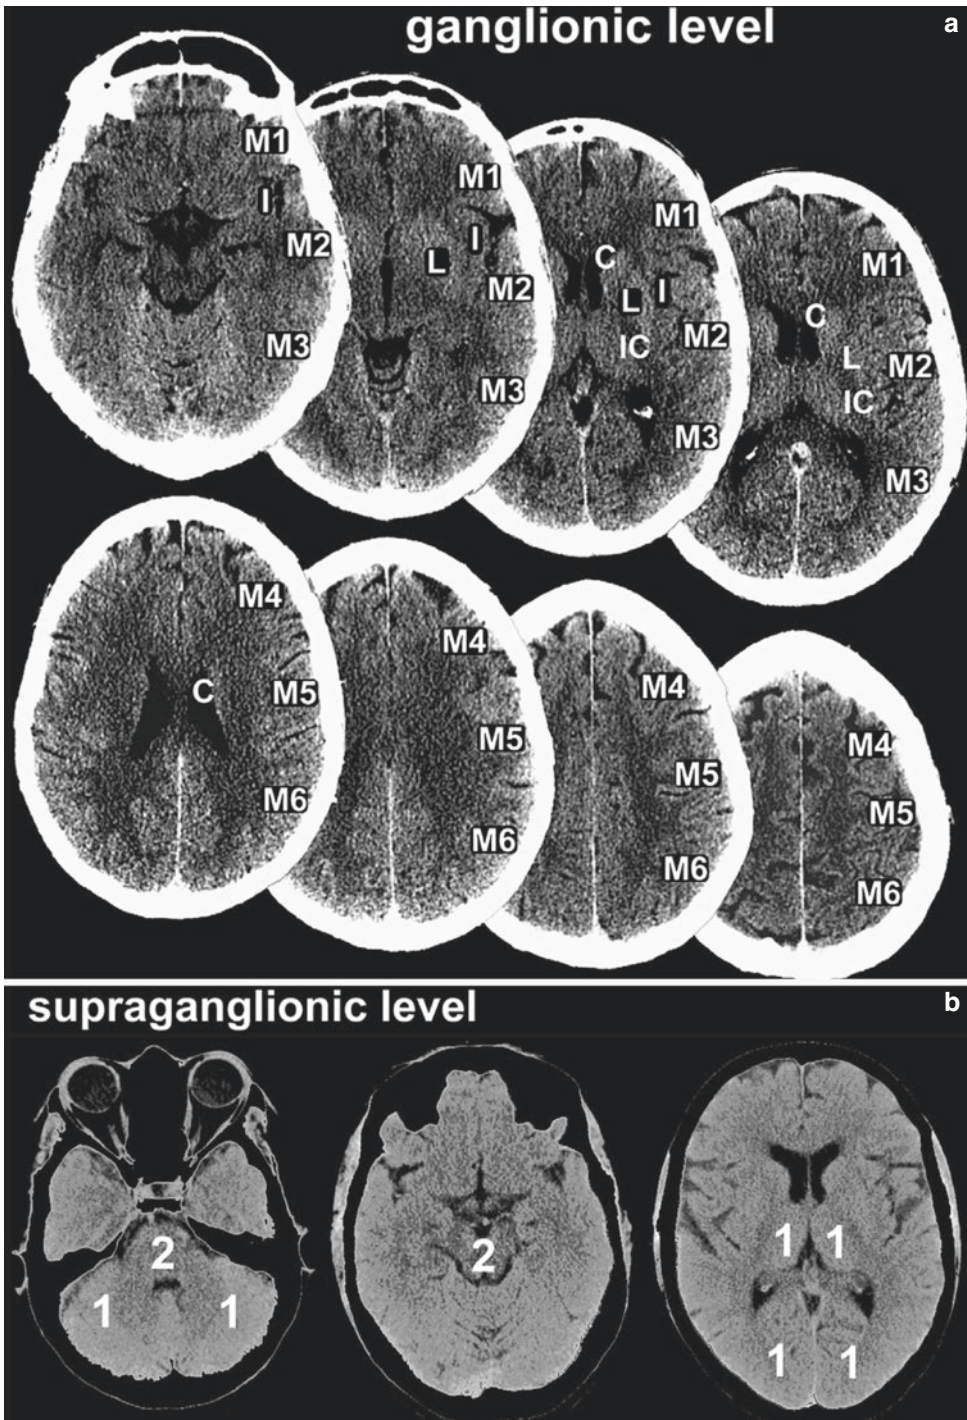 ganglionic level
a
M1
I
M2
M3
M1
I
L
M2
M3
M1
C
L I
M2
IC
M3
M1
C
L M2
IC
M3
M4
C M5
M6
M4
M5
M6
M4
M5
M6
M4
M5
M6
supraganglionic level
b
2
1 1
2
1 1
1 1